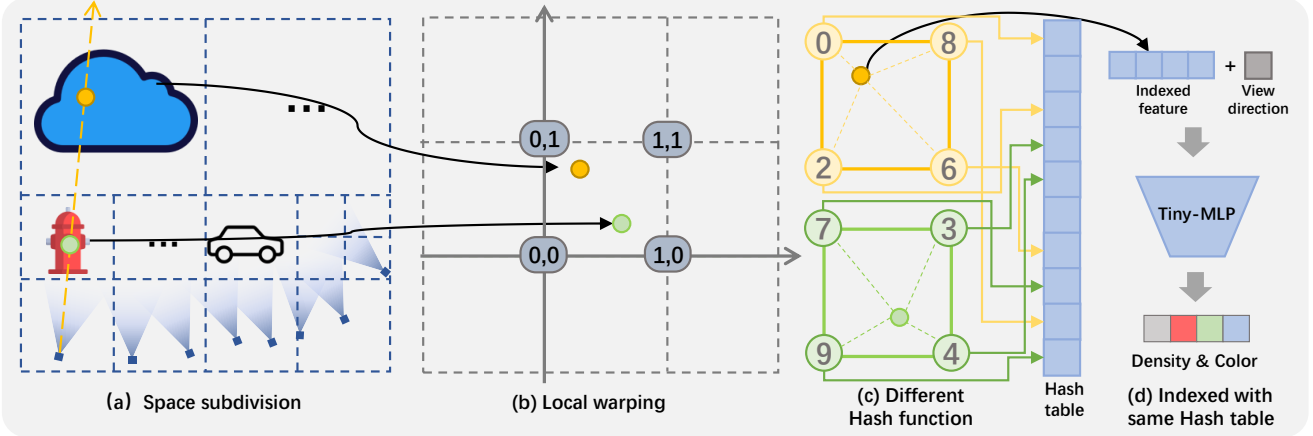 ...
...
0,1
1,1
0,0
1,0
0
8
2
6
7
3
9
4
Indexed
feature
+
View
direction
Tiny-MLP
Density & Color
Hash
table
(a) Space subdivision
(b) Local warping
(c) Different
Hash function
(d) Indexed with
same Hash table